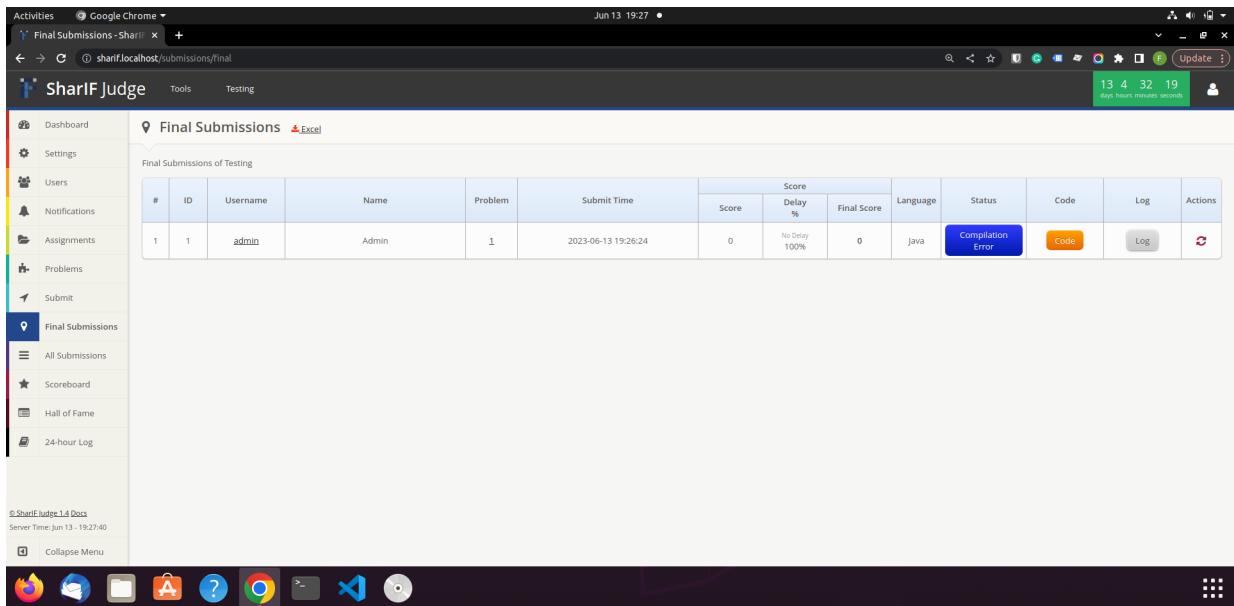 Activities Google Chrome Jun 13 19:27
Final Submissions - SharIF
sharif.localhost/submissions/final Update
SharIF Judge Tools Testing 13 4 32 19
days hours minutes seconds
Dashboard
Settings
Users
Notifications
Assignments
Problems
Submit
Final Submissions
All Submissions
Scoreboard
Hall of Fame
24-hour Log
© SharIF Judge 1.4 Docs
Server Time: Jun 13 - 19:27:40
Collapse Menu
Final Submissions Excel
Final Submissions of Testing
# ID Username Name Problem Submit Time Score Language Status Code Log Actions
Score Delay % Final Score
1 1 admin Admin 1 2023-06-13 19:26:24 0 No Delay 100% 0 Java Compilation Error Code Log